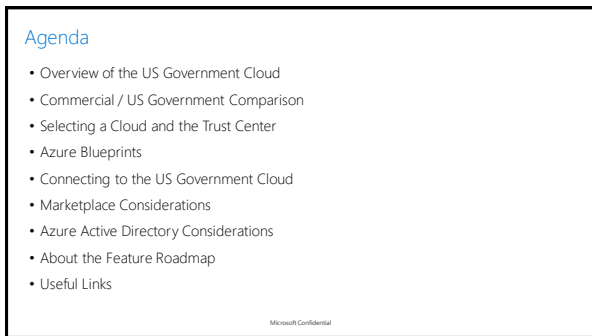 Agenda
• Overview of the US Government Cloud
• Commercial / US Government Comparison
• Selecting a Cloud and the Trust Center
• Azure Blueprints
• Connecting to the US Government Cloud
• Marketplace Considerations
• Azure Active Directory Considerations
• About the Feature Roadmap
• Useful Links
Microsoft Confidential